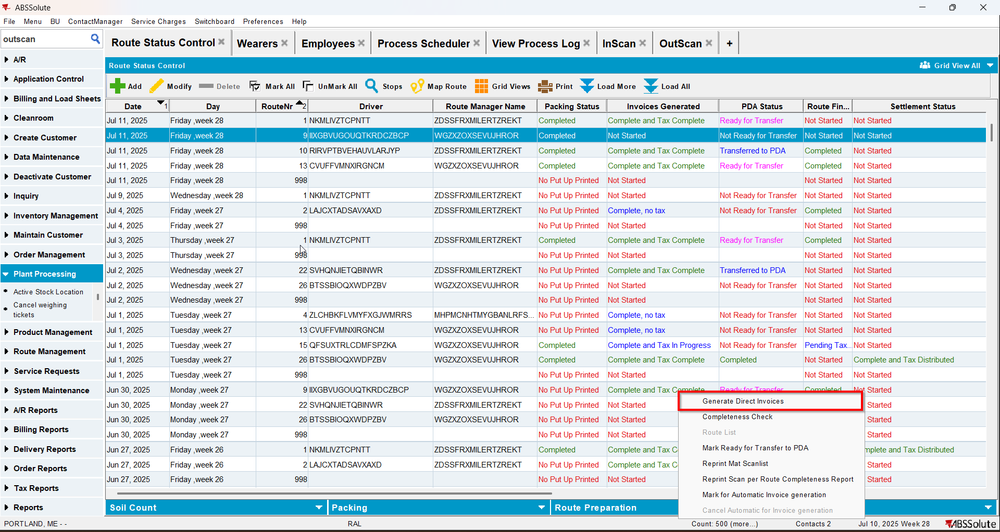 ABSSolute
File Menu BU ContactManager Service Charges Switchboard Preferences Help
outscan
Route Status Control Wearers Employees Process Scheduler View Process Log InScan OutScan +
Route Status Control Grid View All
Add Modify Delete Mark All UnMark All Stops Map Route Grid Views Print Load More Load All
A/R
Application Control
Billing and Load Sheets
Cleanroom
Create Customer
Data Maintenance
Deactivate Customer
Inquiry
Inventory Management
Maintain Customer
Order Management
Plant Processing
Active Stock Location
Cancel weighing
tickets
Product Management
Route Management
Service Requests
System Maintenance
A/R Reports
Billing Reports
Delivery Reports
Order Reports
Tax Reports
Reports
Date 1 Day RouteNr 2 Driver Route Manager Name Packing Status Invoices Generated PDA Status Route Fin... Settlement Status
Jul 11, 2025 Friday ,week 28 1 NKMLIVZTCPNTT ZDSSFRXMILERTZREKT Completed Complete and Tax Complete Ready for Transfer Not Started Not Started
Jul 11, 2025 Friday ,week 28 9 IIXGBVUGOUQTKRDCZBCP WGZXZOXSEVUJHROR Completed Not Started Not Ready for Transfer Not Started Not Started
Jul 11, 2025 Friday ,week 28 10 RIRVPTBVEHAUVLARJYP ZDSSFRXMILERTZREKT Completed Complete and Tax Complete Transferred to PDA Completed Not Started
Jul 11, 2025 Friday ,week 28 13 CVUFFVMNXIRGNCM WGZXZOXSEVUJHROR Completed Complete and Tax Complete Ready for Transfer Completed Not Started
Jul 11, 2025 Friday ,week 28 998 No Put Up Printed Not Started Not Started Not Started
Jul 9, 2025 Wednesday ,week 28 1 NKMLIVZTCPNTT ZDSSFRXMILERTZREKT No Put Up Printed Not Started Not Ready for Transfer Not Started Not Started
Jul 4, 2025 Friday ,week 27 2 LAJCXTADSAVXAXD ZDSSFRXMILERTZREKT No Put Up Printed Complete, no tax Not Ready for Transfer Completed Not Started
Jul 4, 2025 Friday ,week 27 998 No Put Up Printed Not Started Not Started Not Started
Jul 3, 2025 Thursday ,week 27 1 NKMLIVZTCPNTT ZDSSFRXMILERTZREKT Completed Complete and Tax Complete Ready for Transfer Completed Not Started
Jul 3, 2025 Thursday ,week 27 998 No Put Up Printed Not Started Not Started Not Started
Jul 2, 2025 Wednesday ,week 27 22 SVHQNJIETQBINWR ZDSSFRXMILERTZREKT No Put Up Printed Complete and Tax Complete Transferred to PDA Not Started Not Started
Jul 2, 2025 Wednesday ,week 27 26 BTSSBIOQXWDPZBV WGZXZOXSEVUJHROR No Put Up Printed Not Started Not Ready for Transfer Not Started Not Started
Jul 2, 2025 Wednesday ,week 27 998 No Put Up Printed Not Started Not Started Not Started
Jul 1, 2025 Tuesday ,week 27 4 ZLCHBKFLVMYFXGJWMRRS MHPMCNHTMYGBANLRFS... No Put Up Printed Complete, no tax Not Ready for Transfer Not Started Not Started
Jul 1, 2025 Tuesday ,week 27 13 CVUFFVMNXIRGNCM WGZXZOXSEVUJHROR No Put Up Printed Complete, no tax Not Ready for Transfer Not Started Not Started
Jul 1, 2025 Tuesday ,week 27 15 QFSUXTRLCDMFSPZKA WGZXZOXSEVUJHROR Completed Complete and Tax In Progress Not Ready for Transfer Pending Tax... Not Started
Jul 1, 2025 Tuesday ,week 27 26 BTSSBIOQXWDPZBV WGZXZOXSEVUJHROR Completed Complete and Tax Complete Completed Not Started Complete and Tax Distributed
Jul 1, 2025 Tuesday ,week 27 998 No Put Up Printed Not Started Not Started Not Started
Jun 30, 2025 Monday ,week 27 9 IIXGBVUGOUQTKRDCZBCP WGZXZOXSEVUJHROR No Put Up Printed Complete and Tax Complete Ready for Transfer Completed Not Started
Jun 30, 2025 Monday ,week 27 22 SVHQNJIETQBINWR ZDSSFRXMILERTZREKT No Put Up Printed Not Started Started
Jun 30, 2025 Monday ,week 27 26 BTSSBIOQXWDPZBV WGZXZOXSEVUJHROR No Put Up Printed Not Started Started
Jun 30, 2025 Monday ,week 27 998 No Put Up Printed Not Started Started
Jun 27, 2025 Friday ,week 26 1 NKMLIVZTCPNTT ZDSSFRXMILERTZREKT Completed Complete and Tax C mplete and Tax Distributed
Jun 27, 2025 Friday ,week 26 2 LAJCXTADSAVXAXD ZDSSFRXMILERTZREKT No Put Up Printed Complete and Tax C Started
Jun 27, 2025 Friday ,week 26 998 No Put Up Printed Not Started Started
Generate Direct Invoices
Completeness Check
Route List
Mark Ready for Transfer to PDA
Reprint Mat Scanlist
Reprint Scan per Route Completeness Report
Mark for Automatic Invoice generation
Cancel Automatic for Invoice generation
Soil Count Packing Route Preparation
PORTLAND, ME - - RAL Count: 500 (more...) Contacts 2 Jul 10, 2025 Week 28 ABSSolute